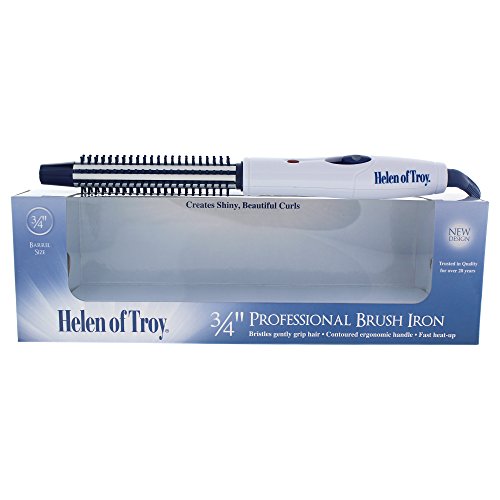 Helen of Troy.
Creates Shiny, Beautiful Curls
3/4"
BARREL
SIZE
NEW
DESIGN
Trusted in Quality
for over 20 years
Helen of Troy®
3/4" PROFESSIONAL BRUSH IRON
Bristles gently grip hair • Contoured ergonomic handle • Fast heat-up